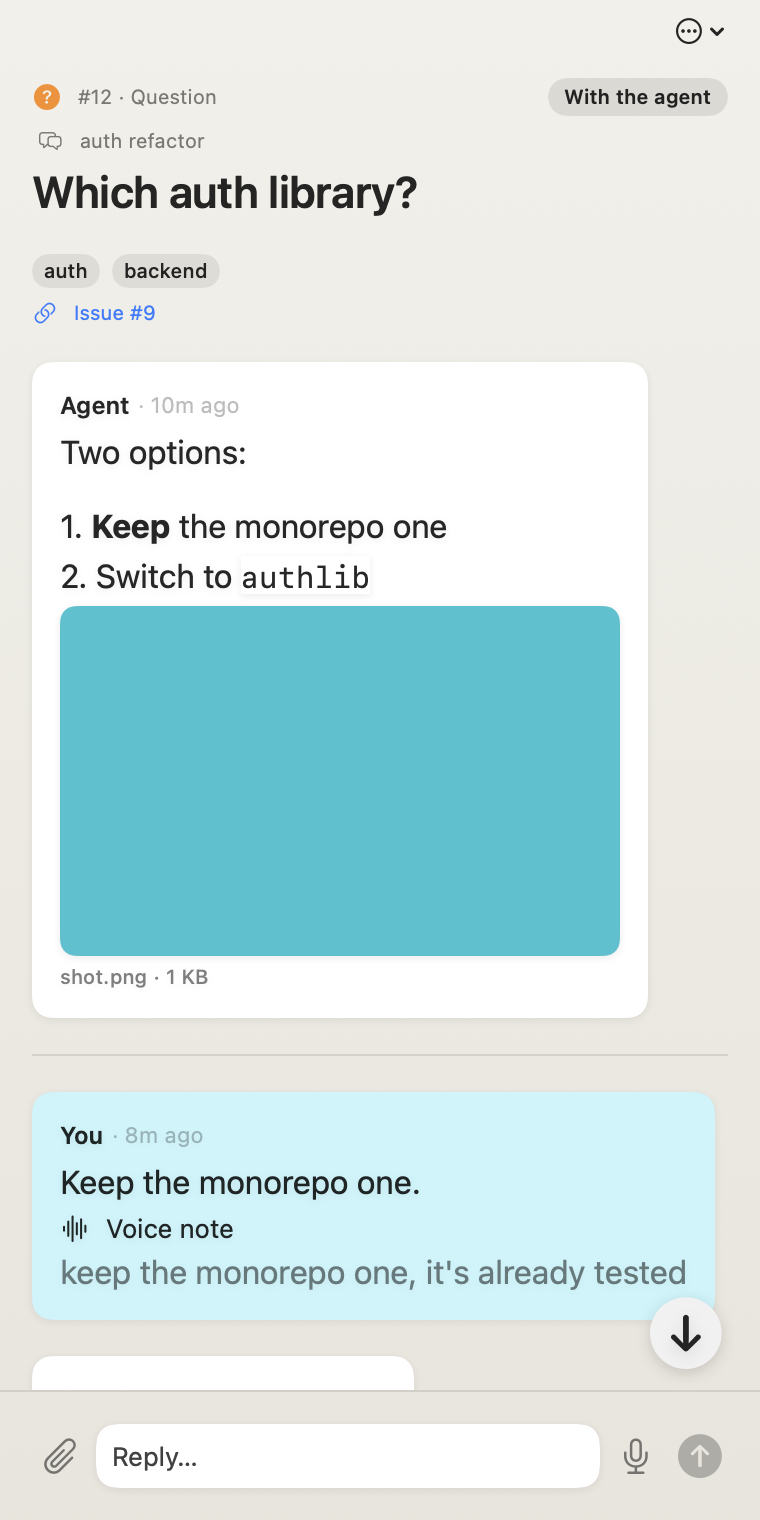 #12 · Question
With the agent
auth refactor
Which auth library?
auth
backend
Issue #9
Agent · 10m ago
Two options:
1. Keep the monorepo one
2. Switch to authlib
shot.png · 1 KB
You · 8m ago
Keep the monorepo one.
Voice note
keep the monorepo one, it's already tested
Reply...